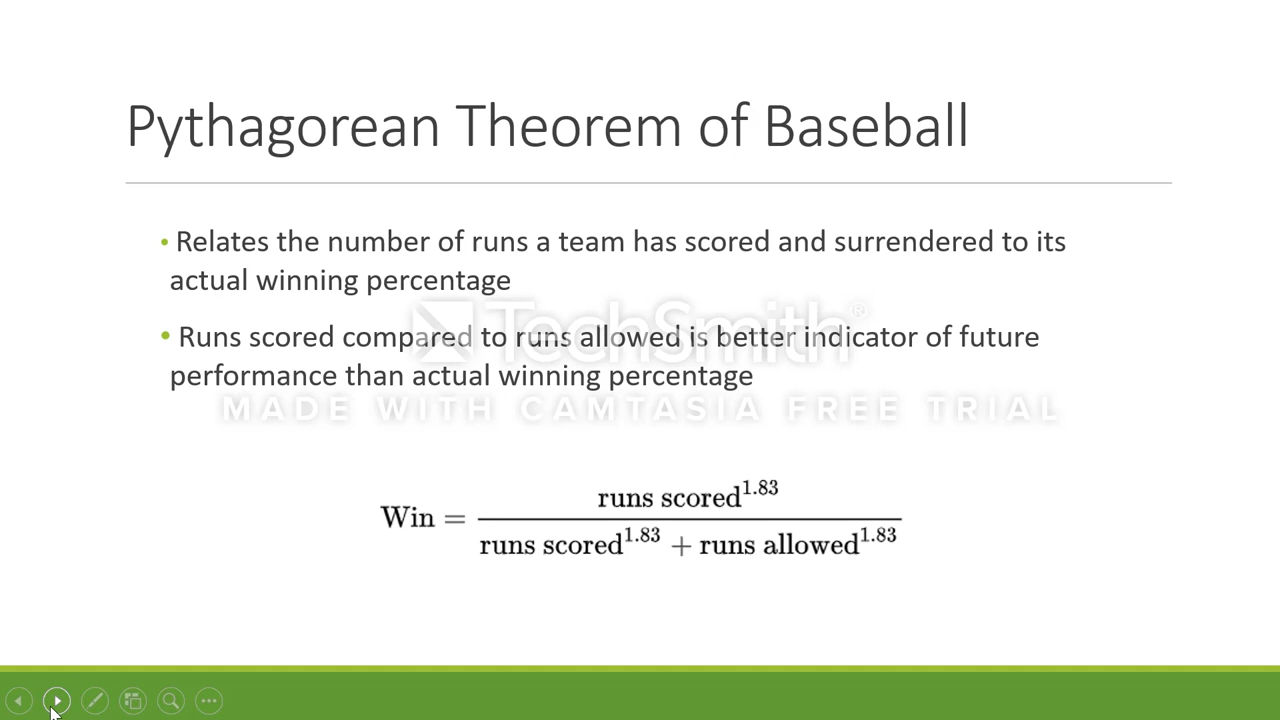 Pythagorean Theorem of Baseball
• Relates the number of runs a team has scored and surrendered to its
actual winning percentage
• Runs scored compared to runs allowed is better indicator of future
performance than actual winning percentage
TechSmith®
MADE WITH CAMTASIA FREE TRIAL
Win = runs scored^1.83 / (runs scored^1.83 + runs allowed^1.83)